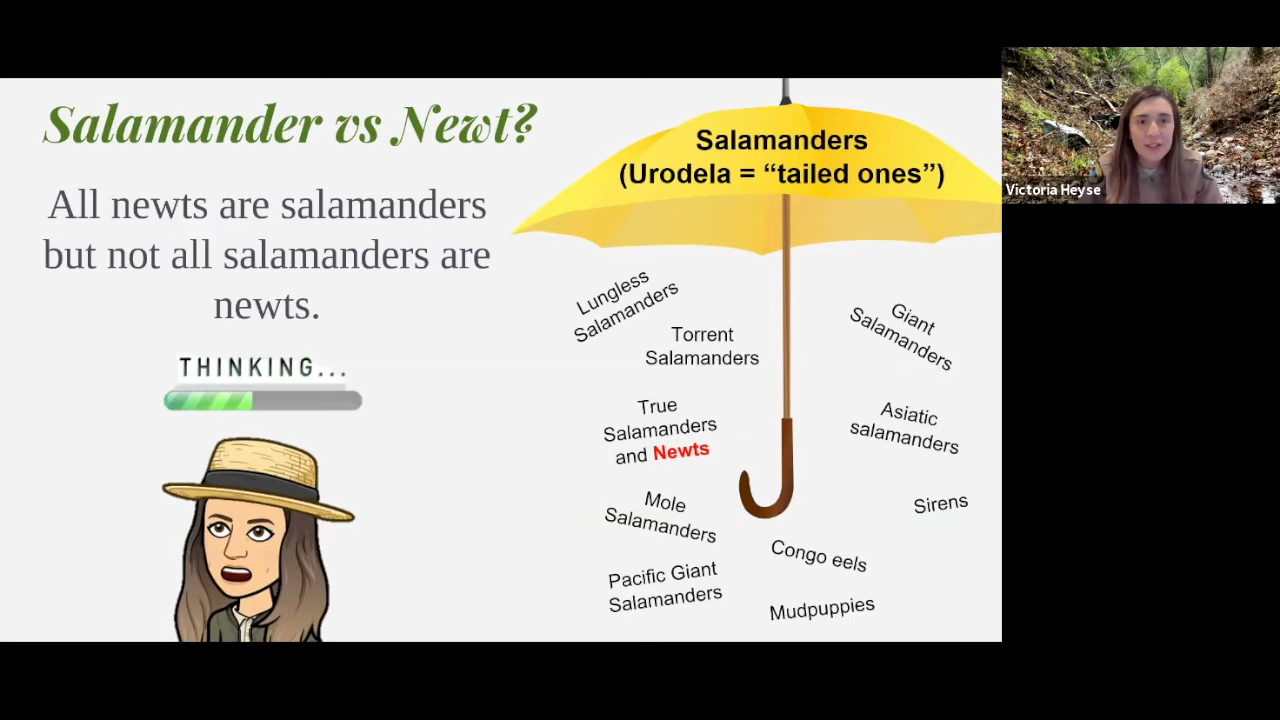 Salamander vs Newt?
All newts are salamanders
but not all salamanders are
newts.
THINKING...
Salamanders
(Urodela = “tailed ones”)
Lungless
Salamanders
Torrent
Salamanders
True
Salamanders
and Newts
Mole
Salamanders
Pacific Giant
Salamanders
Giant
Salamanders
Asiatic
salamanders
Sirens
Congo eels
Mudpuppies
Victoria Heyse